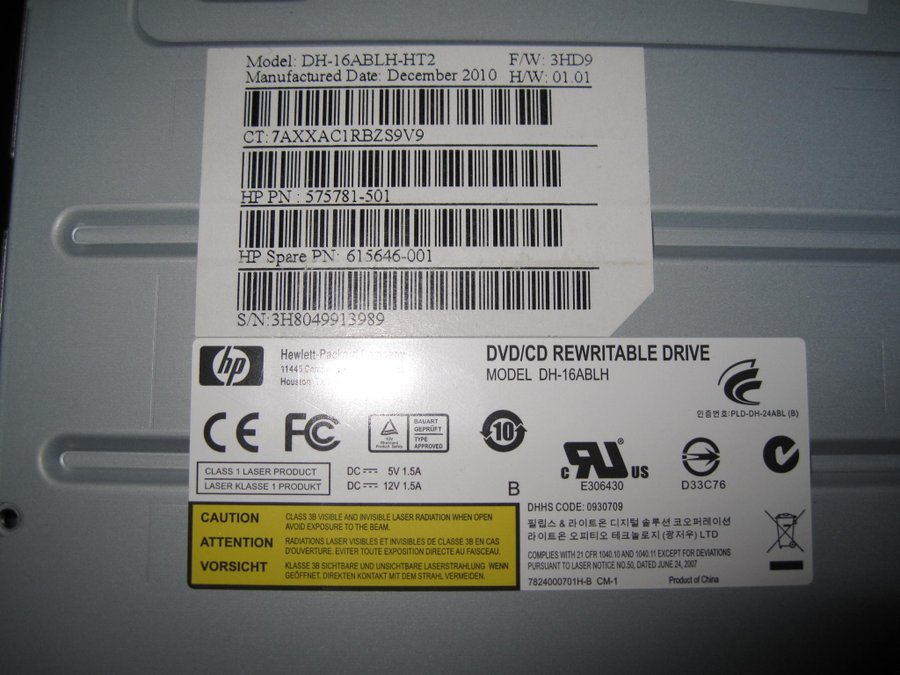 Model: DH-16ABLH-HT2 F/W: 3HD9
Manufactured Date: December 2010 H/W: 01.01
CT: 7AXXAC1RBZS9V9
HP PN : 575781-501
HP Spare PN: 615646-001
S/N:3H8049913989
hp
Hewlett-Packard
11445
Houston
DVD/CD REWRITABLE DRIVE
MODEL DH-16ABLH
인증번호:PLD-DH-24ABL (B)
CE FC
BAUART
GEPRÜFT
TYPE
APPROVED
10
c RU US
E306430
D33C76
CLASS 1 LASER PRODUCT
LASER KLASSE 1 PRODUKT
DC 5V 1.5A
DC 12V 1.5A
B
DHHS CODE: 0930709
필립스 & 라이트온 디지털 솔루션 코오퍼레이션
라이트온 오피티오 테크놀로지 (광저우) LTD
COMPLIES WITH 21 CFR 1040.10 AND 1040.11 EXCEPT FOR DEVIATIONS
PURSUANT TO LASER NOTICE NO.50, DATED JUNE 24, 2007
7824000701H-B CM-1 Product of China
CAUTION CLASS 3B VISIBLE AND INVISIBLE LASER RADIATION WHEN OPEN
AVOID EXPOSURE TO THE BEAM.
ATTENTION RADIATIONS LASER VISIBLES ET INVISIBLES DE CLASSE 3B EN CAS
D'OUVERTURE. EVITER TOUTE EXPOSITION DIRECTE AU FAISCEAU.
VORSICHT KLASSE 3B SICHTBARE UND UNSICHTBARE LASERSTRAHLUNG WENN
GEÖFFNET. DIREKTEN KONTAKT MIT DEM STRAHL VERMEIDEN.